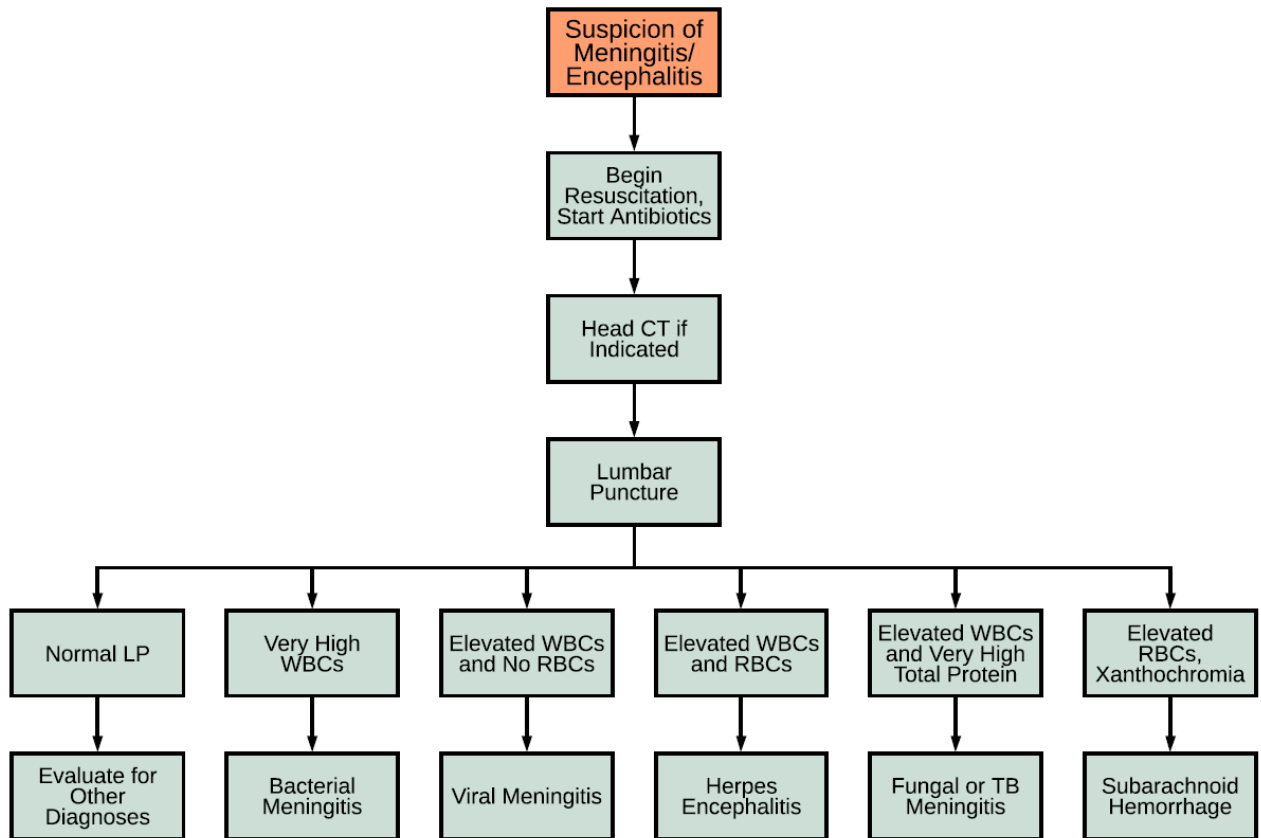 Suspicion of
Meningitis/
Encephalitis
Begin
Resuscitation,
Start Antibiotics
Head CT if
Indicated
Lumbar
Puncture
Normal LP
Very High
WBCs
Elevated WBCs
and No RBCs
Elevated WBCs
and RBCs
Elevated WBCs
and Very High
Total Protein
Elevated
RBCs,
Xanthochromia
Evaluate for
Other
Diagnoses
Bacterial
Meningitis
Viral Meningitis
Herpes
Encephalitis
Fungal or TB
Meningitis
Subarachnoid
Hemorrhage